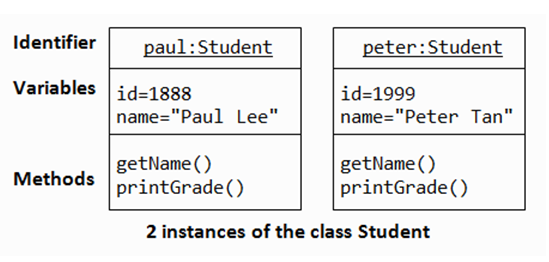 Identifier paul:Student peter:Student
Variables id=1888 id=1999
name="Paul Lee" name="Peter Tan"
Methods getName() getName()
printGrade() printGrade()
2 instances of the class Student